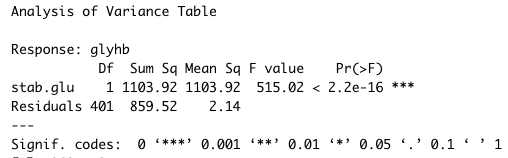 Analysis of Variance Table
Response: glyhb
Df Sum Sq Mean Sq F value Pr(>F)
stab.glu 1 1103.92 1103.92 515.02 < 2.2e-16 ***
Residuals 401 859.52 2.14
---
Signif. codes: 0 ‘***’ 0.001 ‘**’ 0.01 ‘*’ 0.05 ‘.’ 0.1 ‘ ’ 1